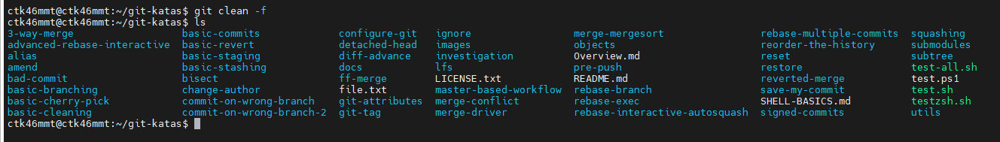 ctk46mmt@ctk46mmt:~/git-katas$ git clean -f
ctk46mmt@ctk46mmt:~/git-katas$ ls
3-way-merge basic-commits configure-git ignore merge-mergesort rebase-multiple-commits squashing
advanced-rebase-interactive basic-revert detached-head images objects reorder-the-history submodules
alias basic-staging diff-advance investigation Overview.md reset subtree
amend basic-stashing docs lfs pre-push restore test-all.sh
bad-commit bisect ff-merge LICENSE.txt README.md reverted-merge test.ps1
basic-branching change-author file.txt master-based-workflow rebase-branch save-my-commit test.sh
basic-cherry-pick commit-on-wrong-branch git-attributes merge-conflict rebase-exec SHELL-BASICS.md testzsh.sh
basic-cleaning commit-on-wrong-branch-2 git-tag merge-driver rebase-interactive-autosquash signed-commits utils
ctk46mmt@ctk46mmt:~/git-katas$